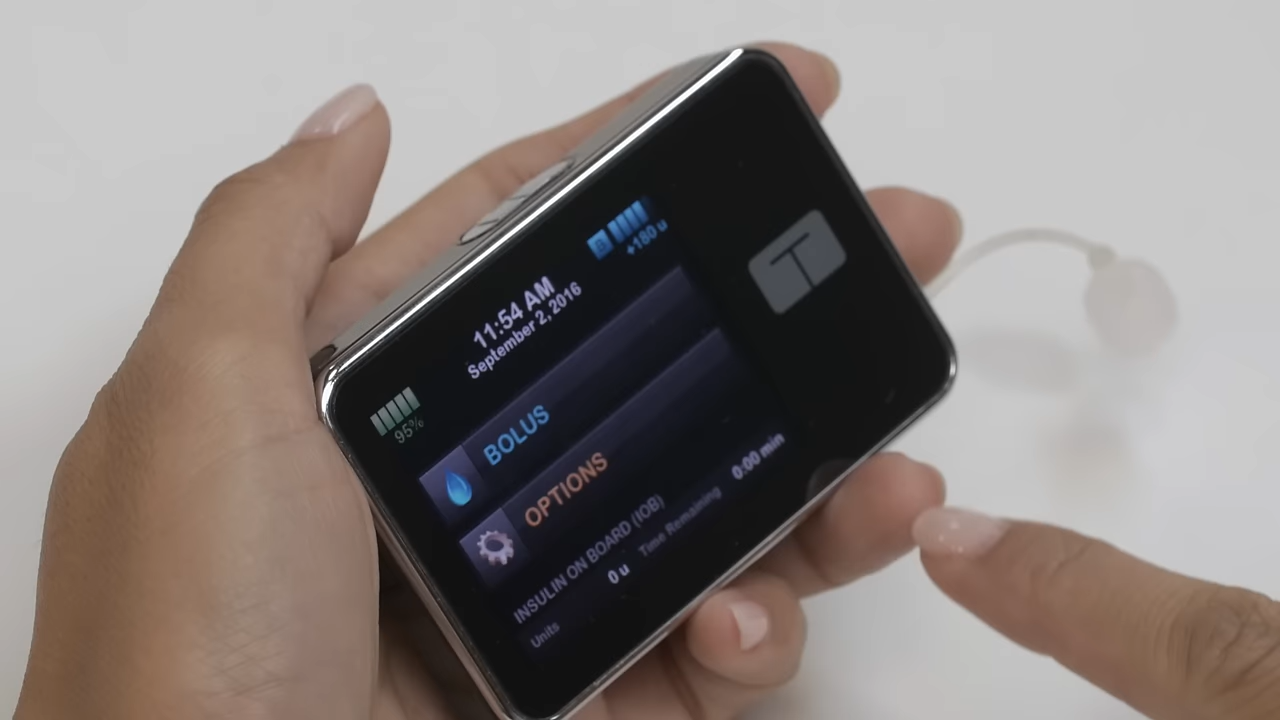 +180 u
11:54 AM
September 2, 2016
95%
T
BOLUS
OPTIONS
INSULIN ON BOARD (IOB)
Units 0 u Time Remaining 0:00 min